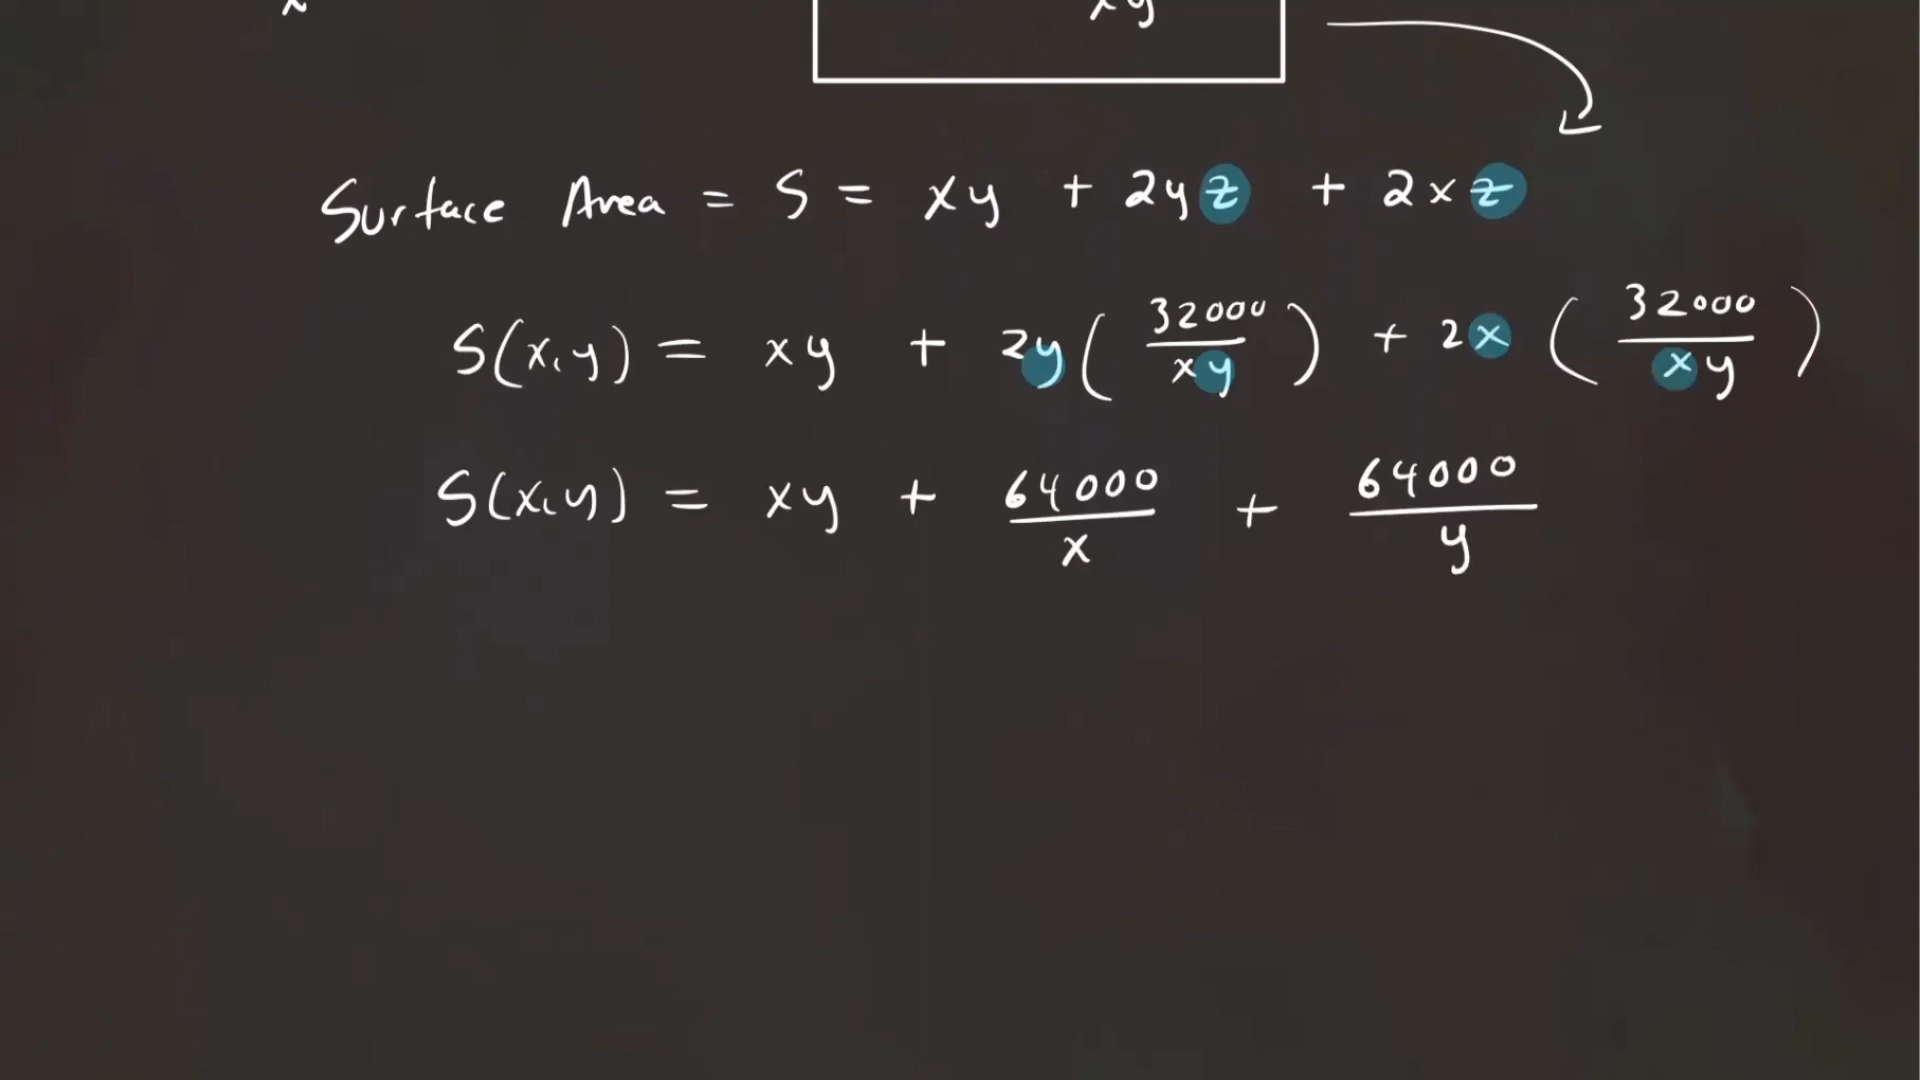 xy
Surface Area = S = xy + 2yz + 2xz
S(x,y) = xy + 2y(32000/xy) + 2x(32000/xy)
S(x,y) = xy + 64000/x + 64000/y